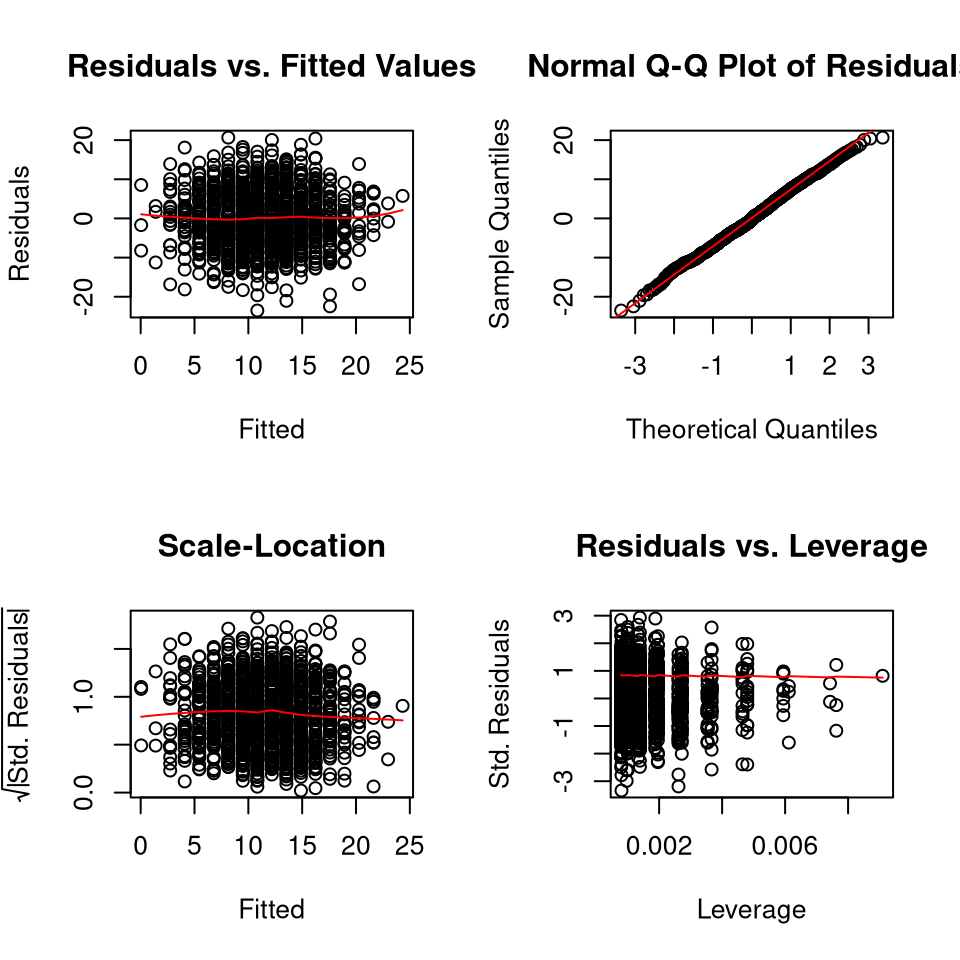 Residuals vs. Fitted Values
Residuals
20
0
-20
0 5 10 15 20 25
Fitted
Normal Q-Q Plot of Residuals
Sample Quantiles
20
0
-20
-3 -1 1 2 3
Theoretical Quantiles
Scale-Location
√|Std. Residuals|
1.0
0.0
0 5 10 15 20 25
Fitted
Residuals vs. Leverage
Std. Residuals
3
1
-1
-3
0.002 0.006
Leverage